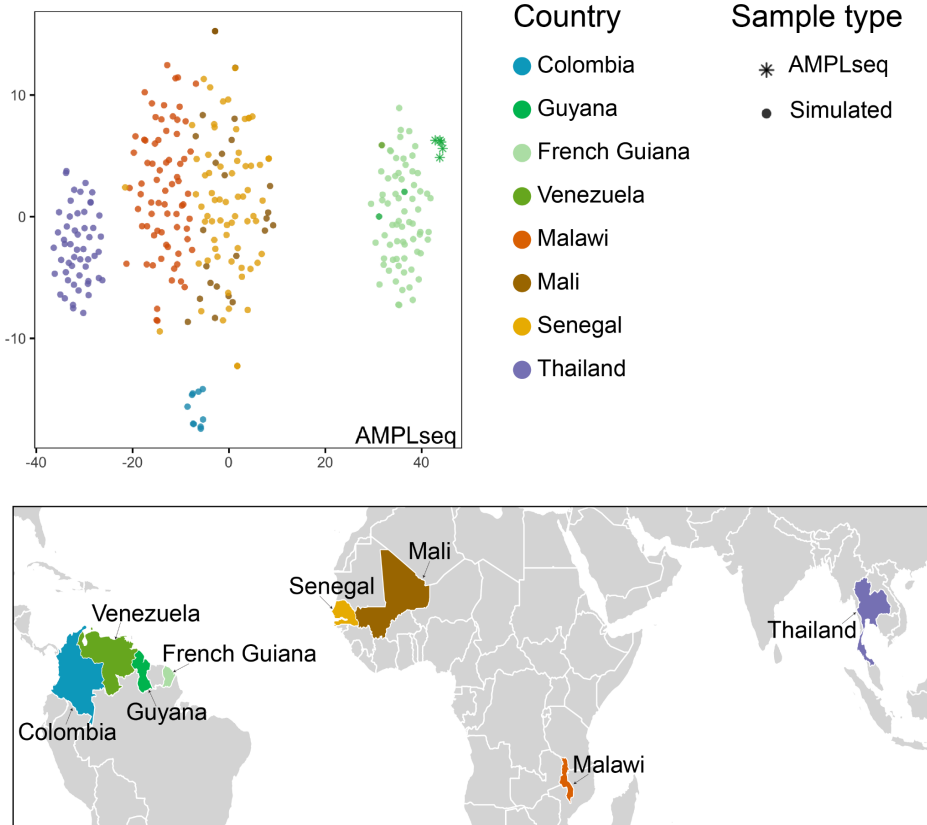 Country
Colombia
Guyana
French Guiana
Venezuela
Malawi
Mali
Senegal
Thailand
Sample type
AMPLseq
Simulated
10
0
-10
-40
-20
0
20
40
AMPLseq
Mali
Senegal
Venezuela
Thailand
French Guiana
Guyana
Colombia
Malawi